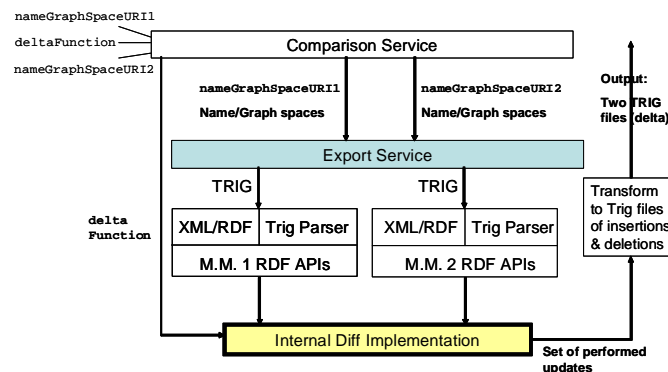 nameGraphSpaceURI1
deltaFunction
nameGraphSpaceURI2
Comparison Service
nameGraphSpaceURI1
Name/Graph spaces
nameGraphSpaceURI2
Name/Graph spaces
Output:
Two TRIG
files (delta)
Export Service
TRIG
TRIG
delta
Function
XML/RDF
Trig Parser
M.M. 1 RDF APIs
XML/RDF
Trig Parser
M.M. 2 RDF APIs
Transform
to Trig files
of insertions
& deletions
Internal Diff Implementation
Set of performed
updates